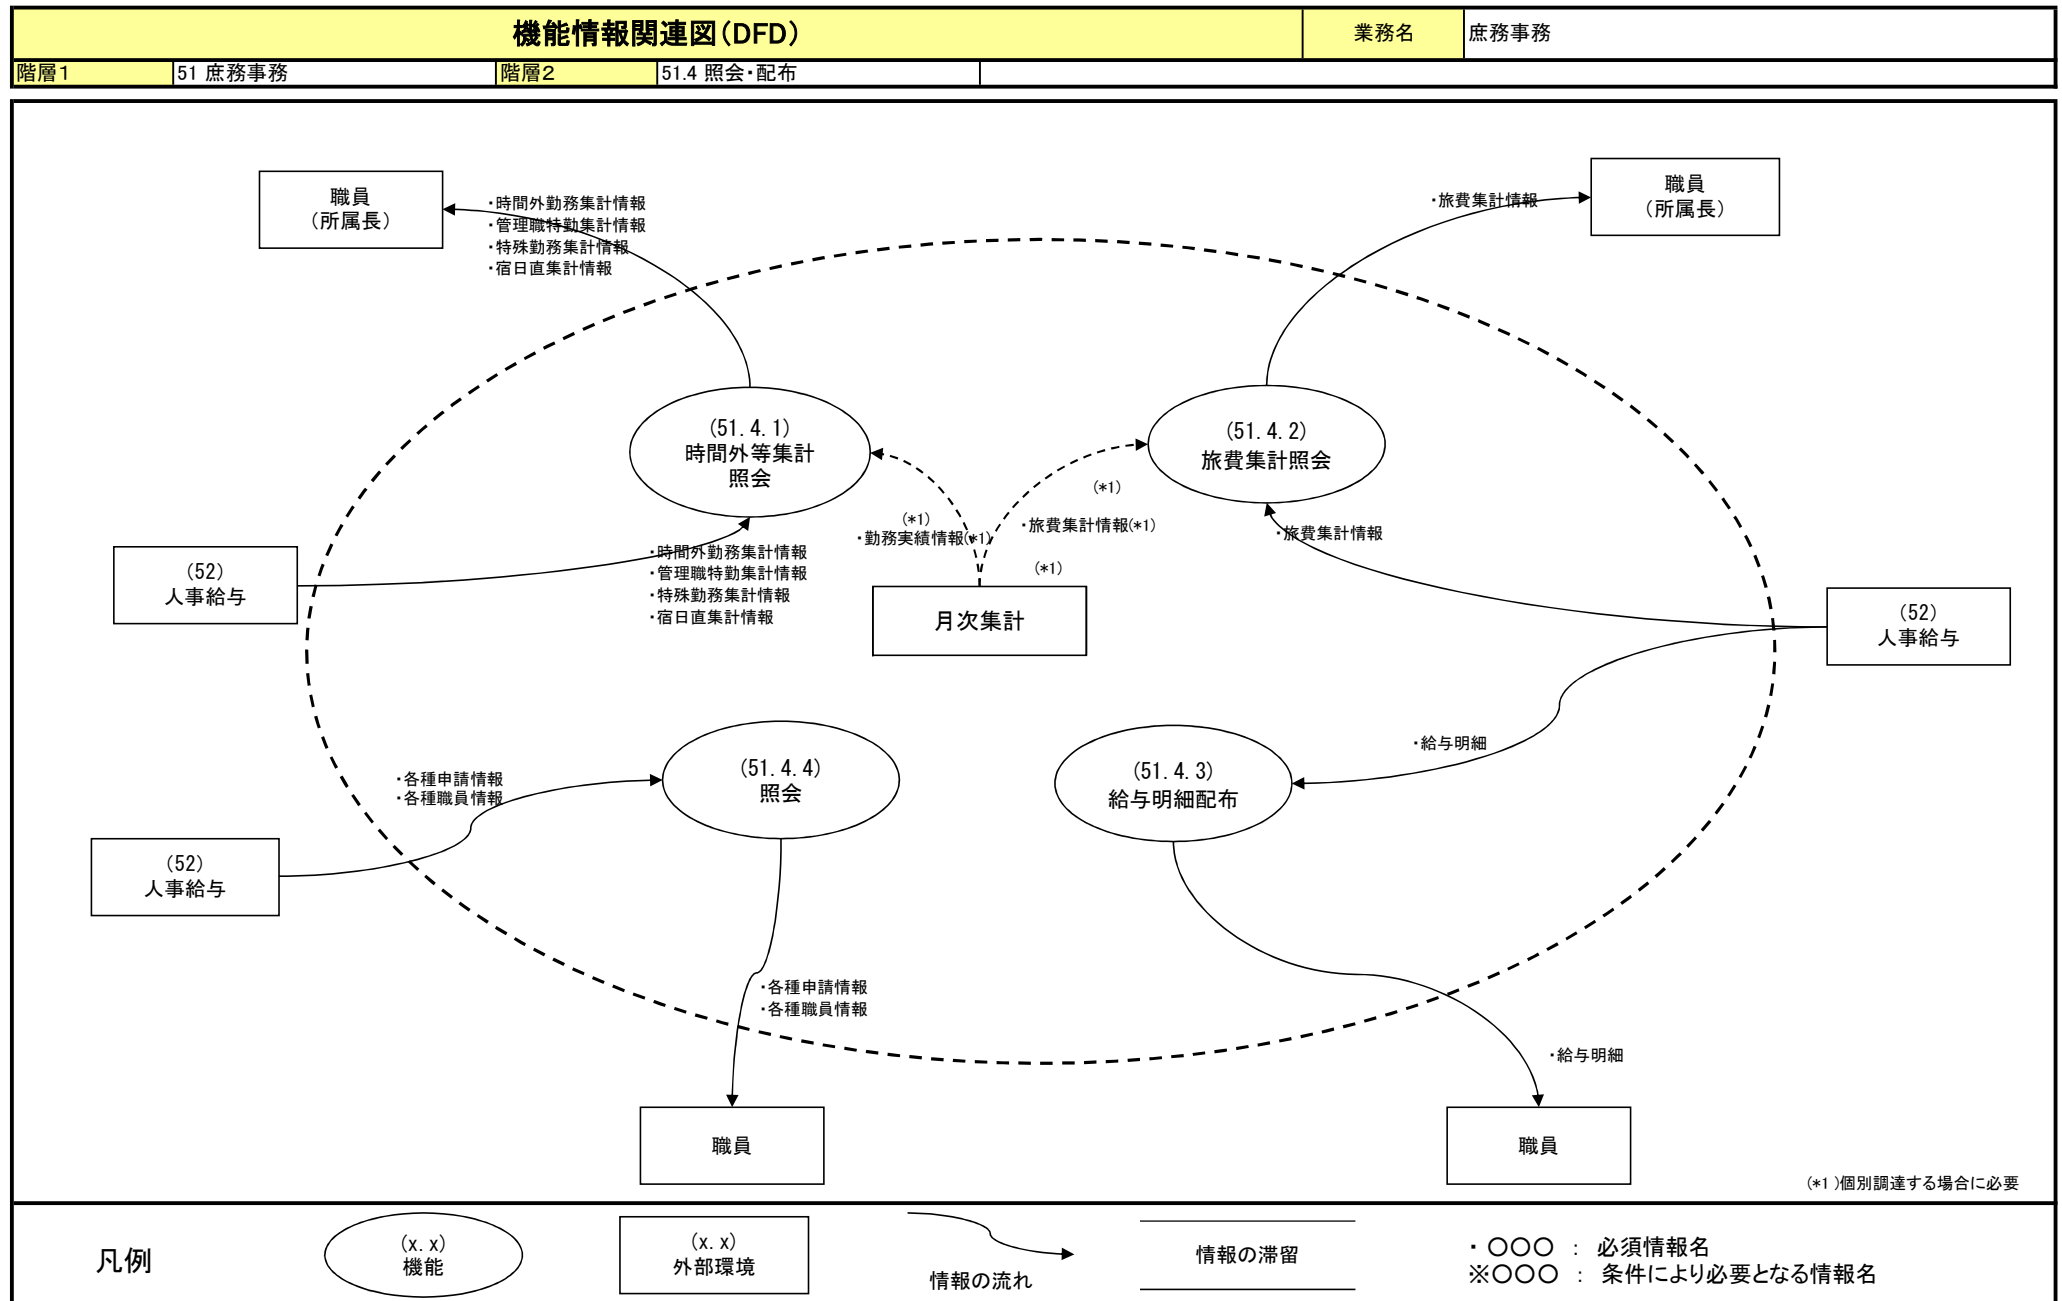 機能情報関連図(DFD)
業務名
庶務事務
階層1
51 庶務事務
階層2
51.4 照会・配布
職員
(所属長)
・時間外勤務集計情報
・管理職特勤集計情報
・特殊勤務集計情報
・宿日直集計情報
・旅費集計情報
職員
(所属長)
(51.4.1)
時間外等集計
照会
(51.4.2)
旅費集計照会
(*1)
(*1)
・勤務実績情報(*1)
・旅費集計情報(*1)
(*1)
・旅費集計情報
(52)
人事給与
・時間外勤務集計情報
・管理職特勤集計情報
・特殊勤務集計情報
・宿日直集計情報
月次集計
(52)
人事給与
・各種申請情報
・各種職員情報
(51.4.4)
照会
(51.4.3)
給与明細配布
・給与明細
(52)
人事給与
・各種申請情報
・各種職員情報
・給与明細
職員
職員
(*1 )個別調達する場合に必要
凡例
(x.x)
機能
(x.x)
外部環境
情報の流れ
情報の滞留
・ 〇〇〇 : 必須情報名
※〇〇〇 : 条件により必要となる情報名